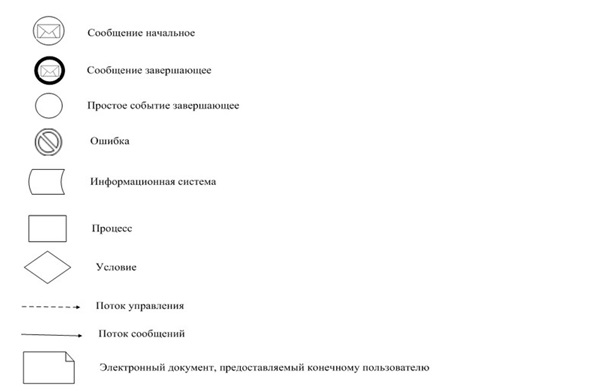 Сообщение начальное
Сообщение завершающее
Простое событие завершающее
Ошибка
Информационная система
Процесс
Условие
Поток управления
Поток сообщений
Электронный документ, предоставляемый конечному пользователю